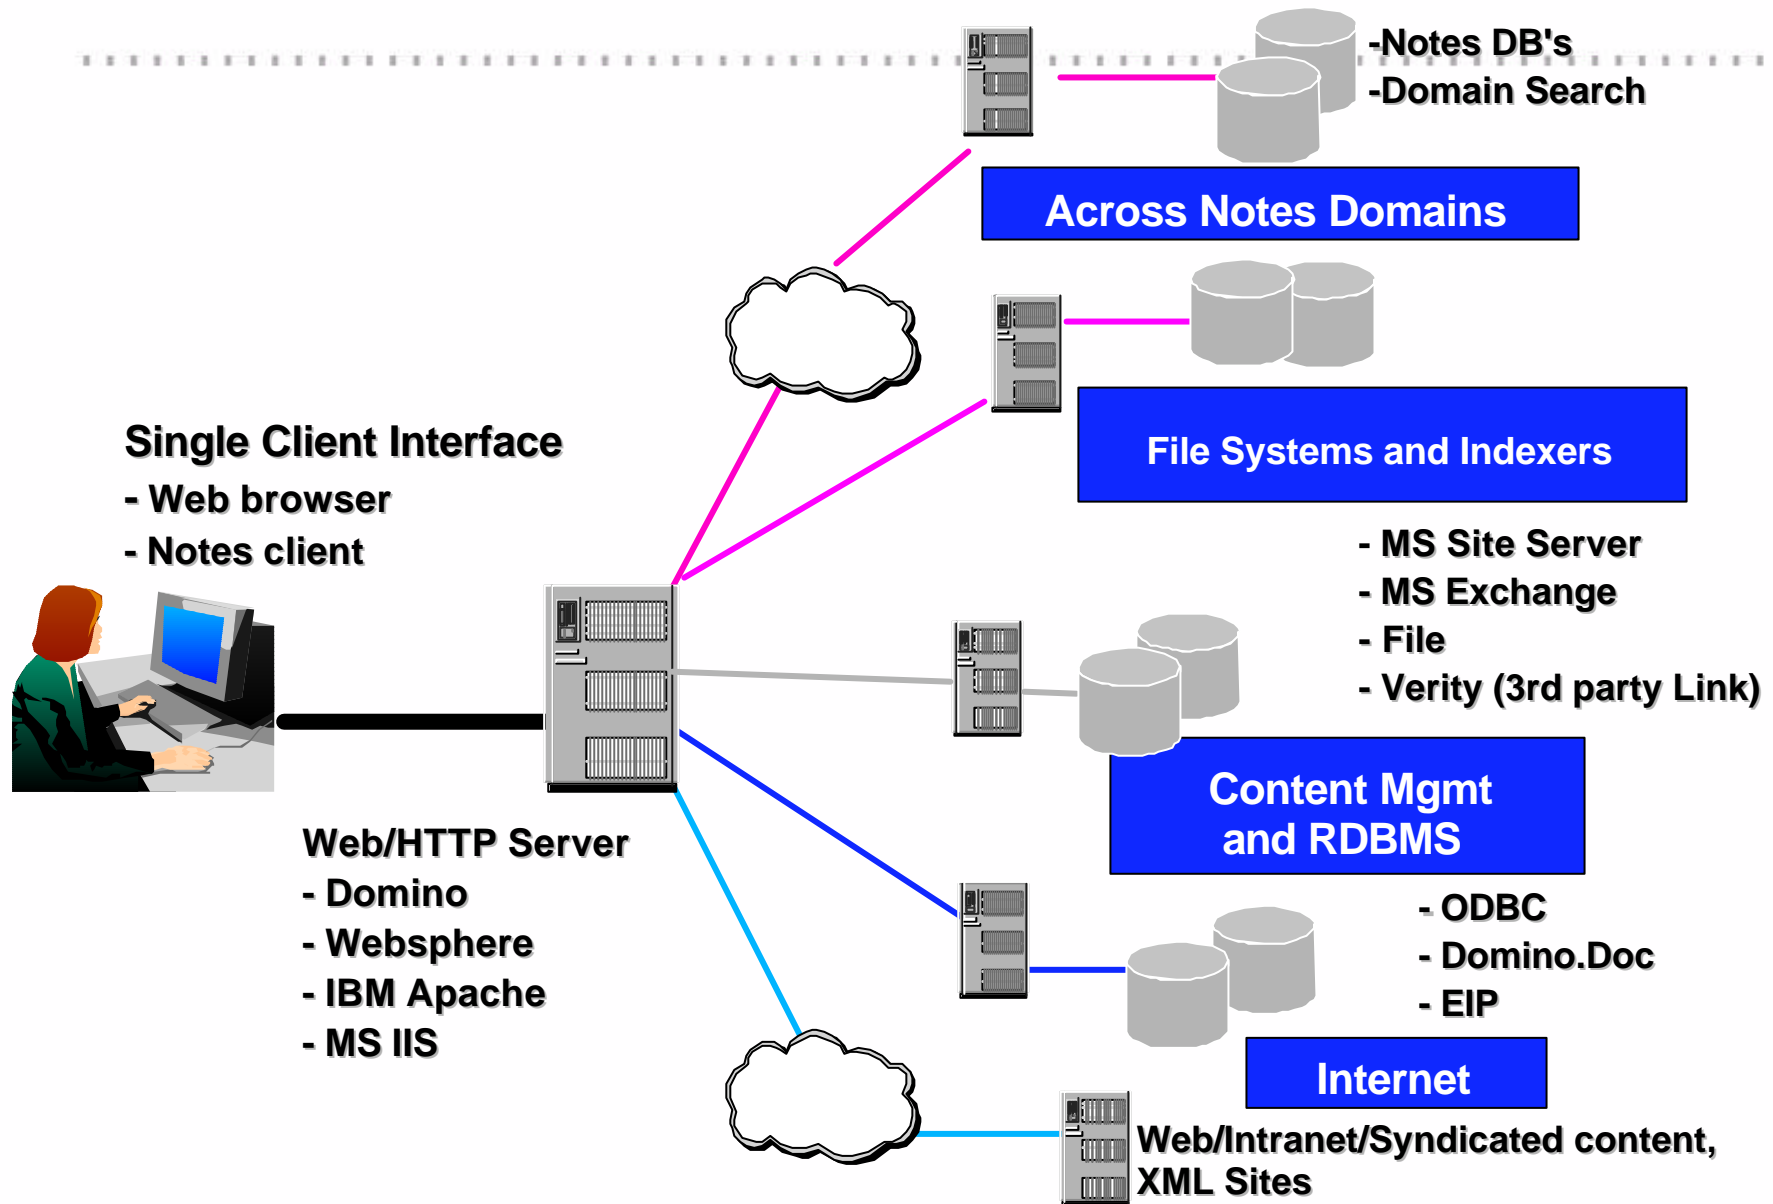 -Notes DB's
-Domain Search
Across Notes Domains
File Systems and Indexers
Single Client Interface
- Web browser
- Notes client
- MS Site Server
- MS Exchange
- File
- Verity (3rd party Link)
Content Mgmt
and RDBMS
Web/HTTP Server
- Domino
- Websphere
- IBM Apache
- MS IIS
- ODBC
- Domino.Doc
- EIP
Internet
Web/Intranet/Syndicated content,
XML Sites